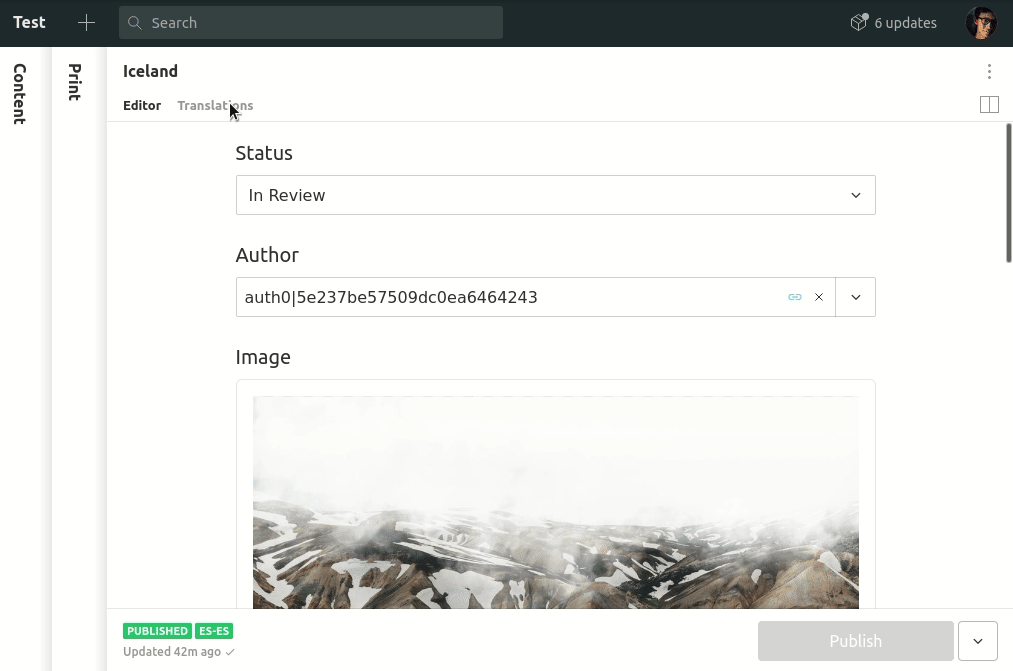 Test
Search
6 updates
Content
Print
Iceland
Editor Translations
Status
In Review
Author
auth0|5e237be57509dc0ea6464243
Image
PUBLISHED ES-ES
Updated 42m ago
Publish